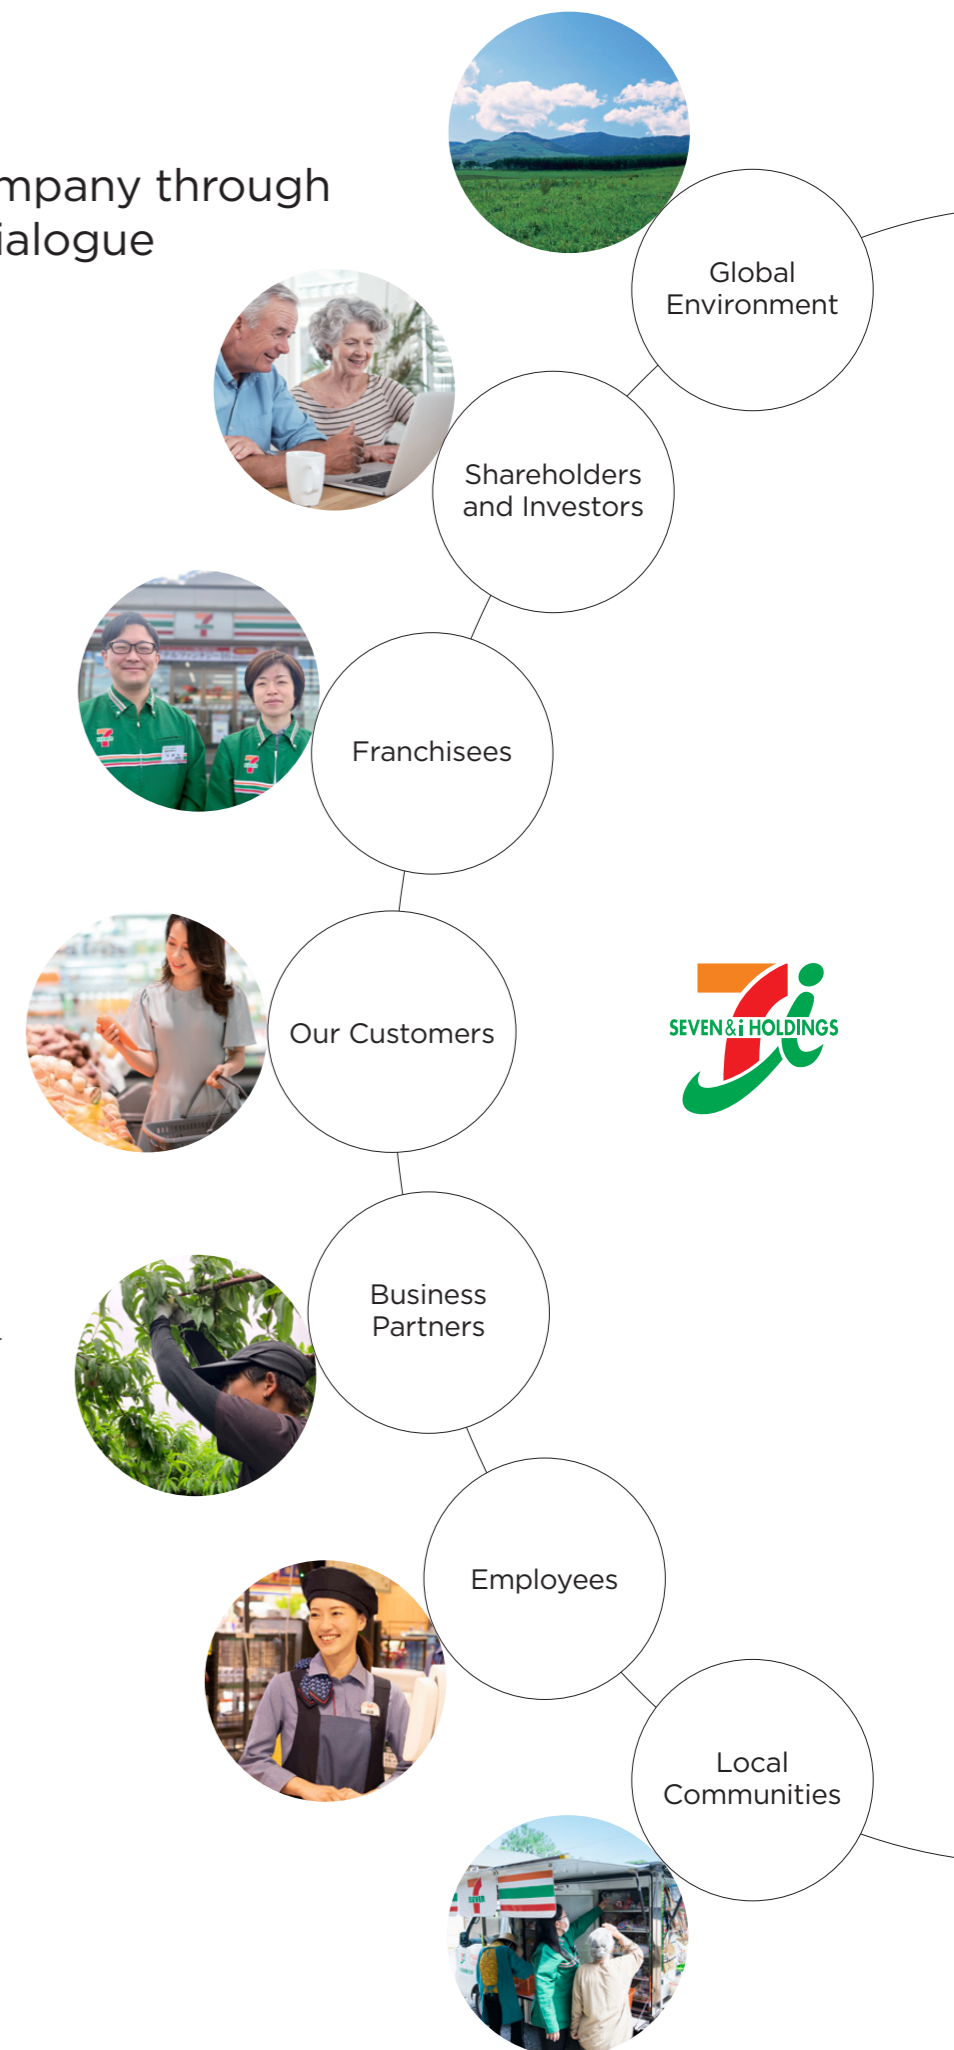 mpany through
ialogue
Global
Environment
Shareholders
and Investors
Franchisees
Our Customers
SEVEN&i HOLDINGS
Business
Partners
Employees
Local
Communities